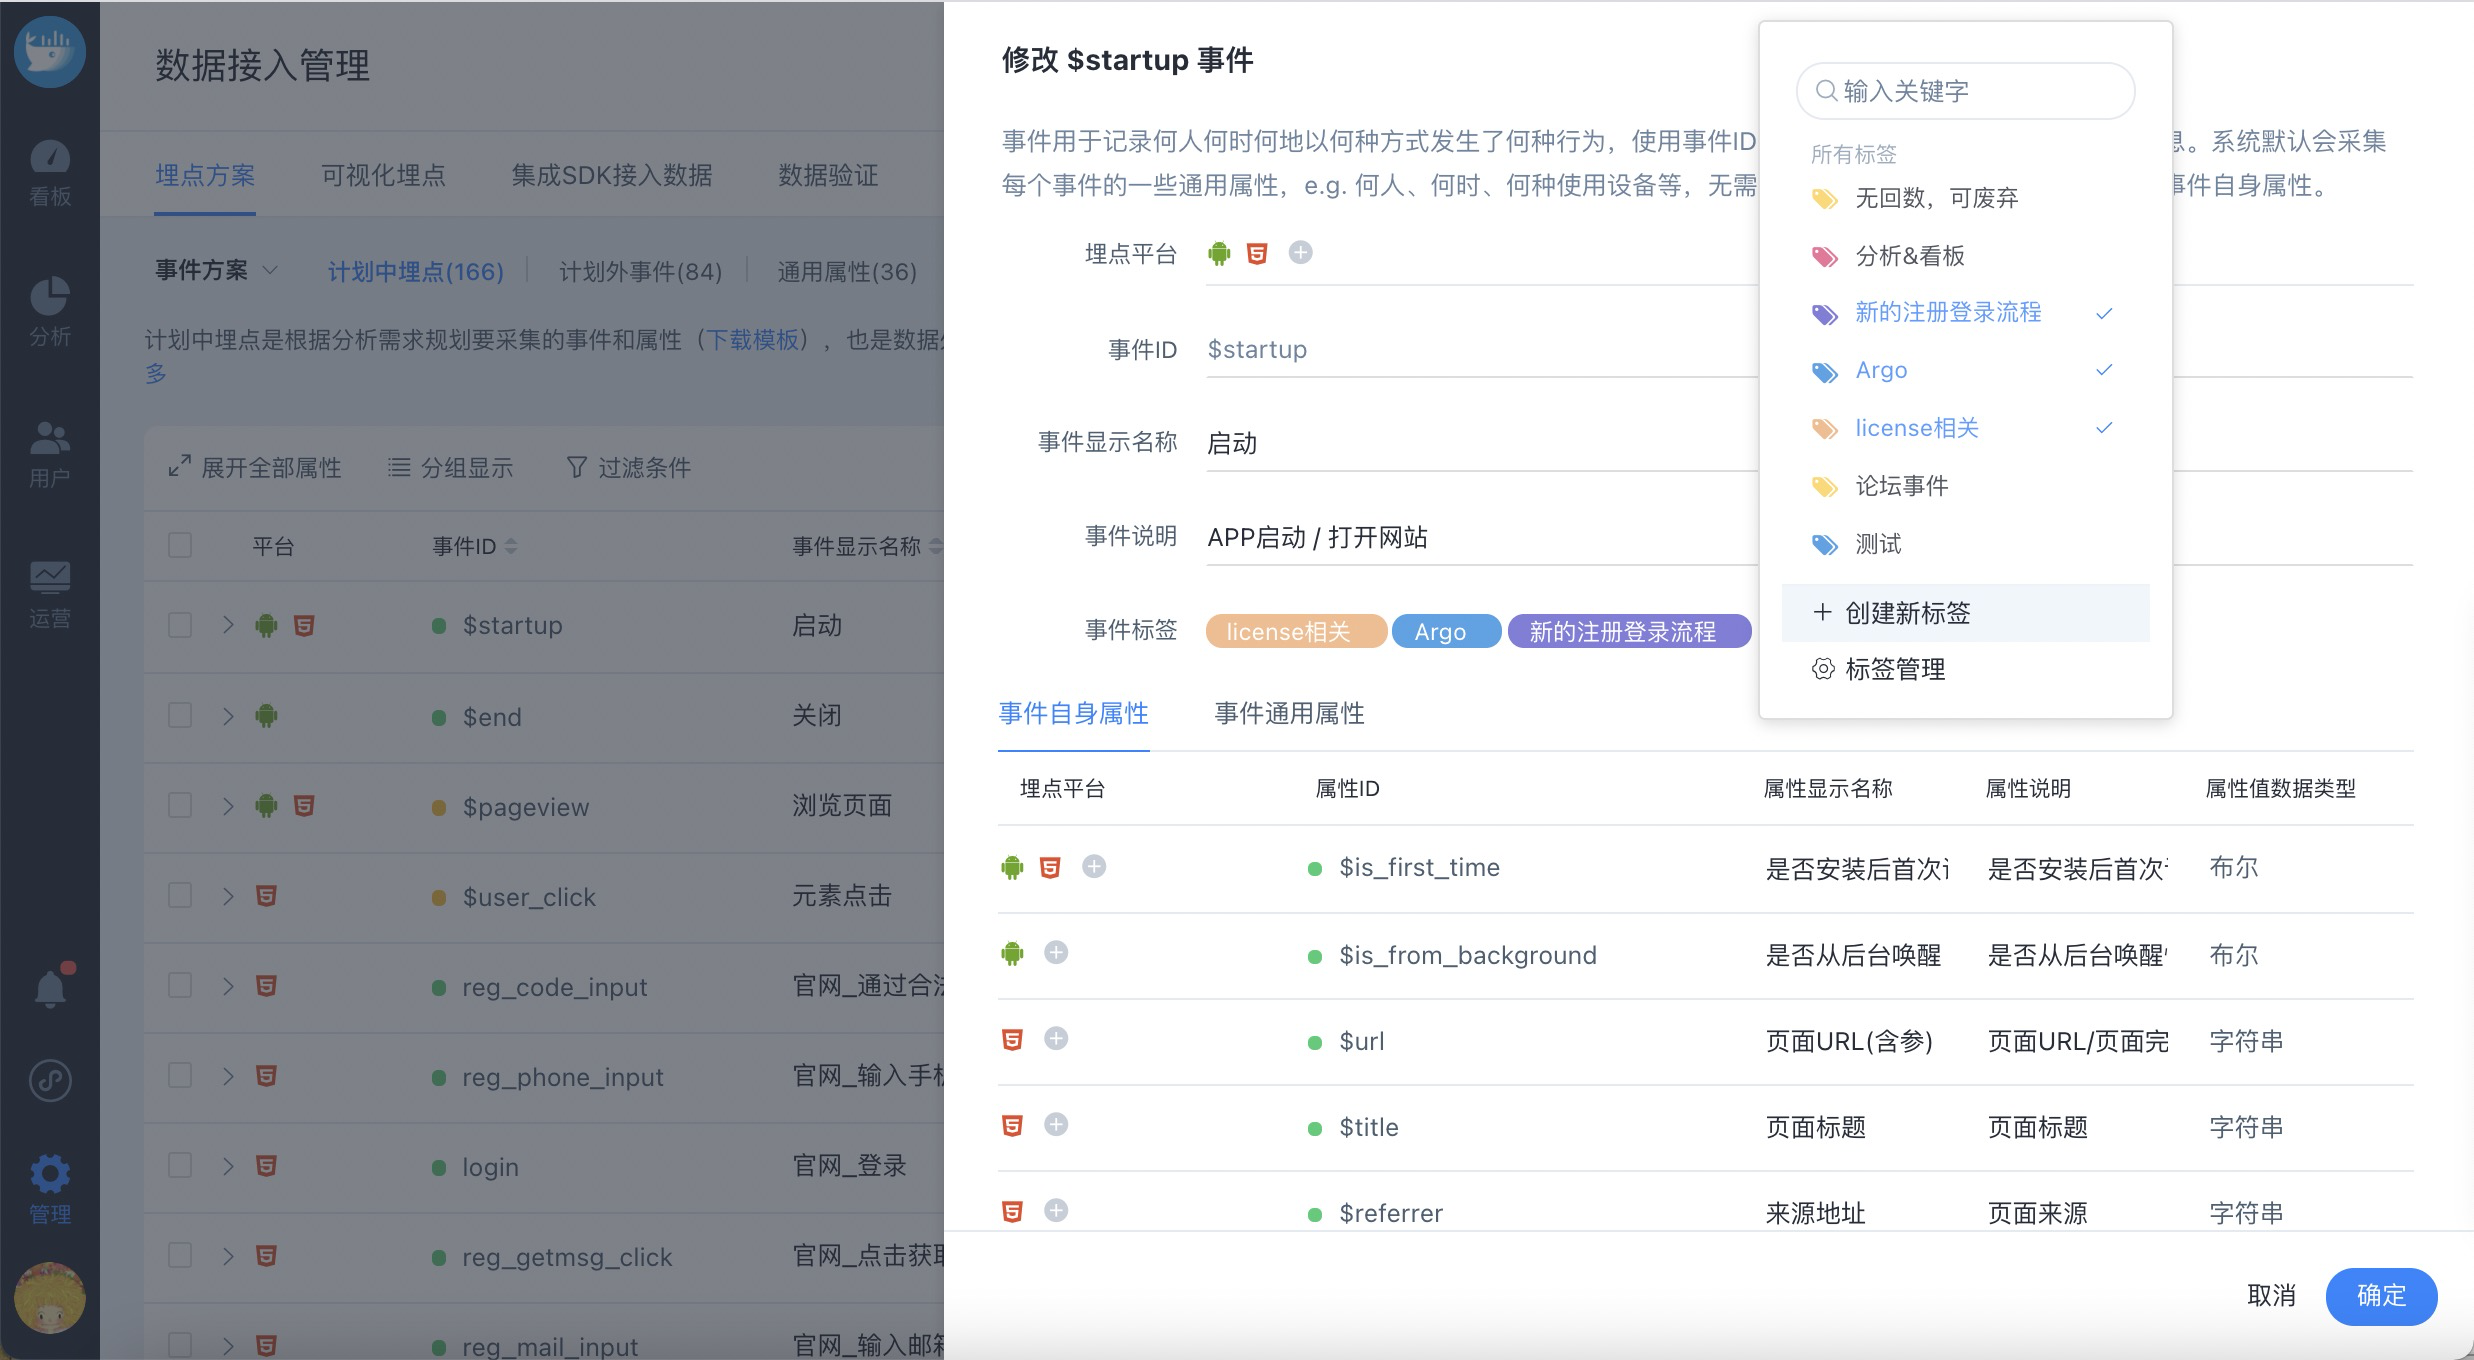 看板
分析
用户
运营
管理
数据接入管理
埋点方案 可视化埋点 集成SDK接入数据 数据验证
事件方案 计划中埋点(166) 计划外事件(84) 通用属性(36)
计划中埋点是根据分析需求规划要采集的事件和属性（下载模板），也是数据
多
展开全部属性 分组显示 过滤条件
平台 事件ID 事件显示名称
$startup 启动
$end 关闭
$pageview 浏览页面
$user_click 元素点击
reg_code_input 官网_通过合
reg_phone_input 官网_输入手
login 官网_登录
reg_getmsg_click 官网_点击获
reg_mail_input 官网_输入邮
修改 $startup 事件
事件用于记录何人何时何地以何种方式发生了何种行为，使用事件ID 息。系统默认会采集
每个事件的一些通用属性，e.g. 何人、何时、何种使用设备等，无需 事件自身属性。
埋点平台
事件ID $startup
事件显示名称 启动
事件说明 APP启动 / 打开网站
事件标签 license相关 Argo 新的注册登录流程
输入关键字
所有标签
无回数，可废弃
分析&看板
新的注册登录流程
Argo
license相关
论坛事件
测试
创建新标签
标签管理
事件自身属性 事件通用属性
埋点平台 属性ID 属性显示名称 属性说明 属性值数据类型
$is_first_time 是否安装后首次 是否安装后首次 布尔
$is_from_background 是否从后台唤醒 是否从后台唤醒 布尔
$url 页面URL(含参) 页面URL/页面完 字符串
$title 页面标题 页面标题 字符串
$referrer 来源地址 页面来源 字符串
取消 确定